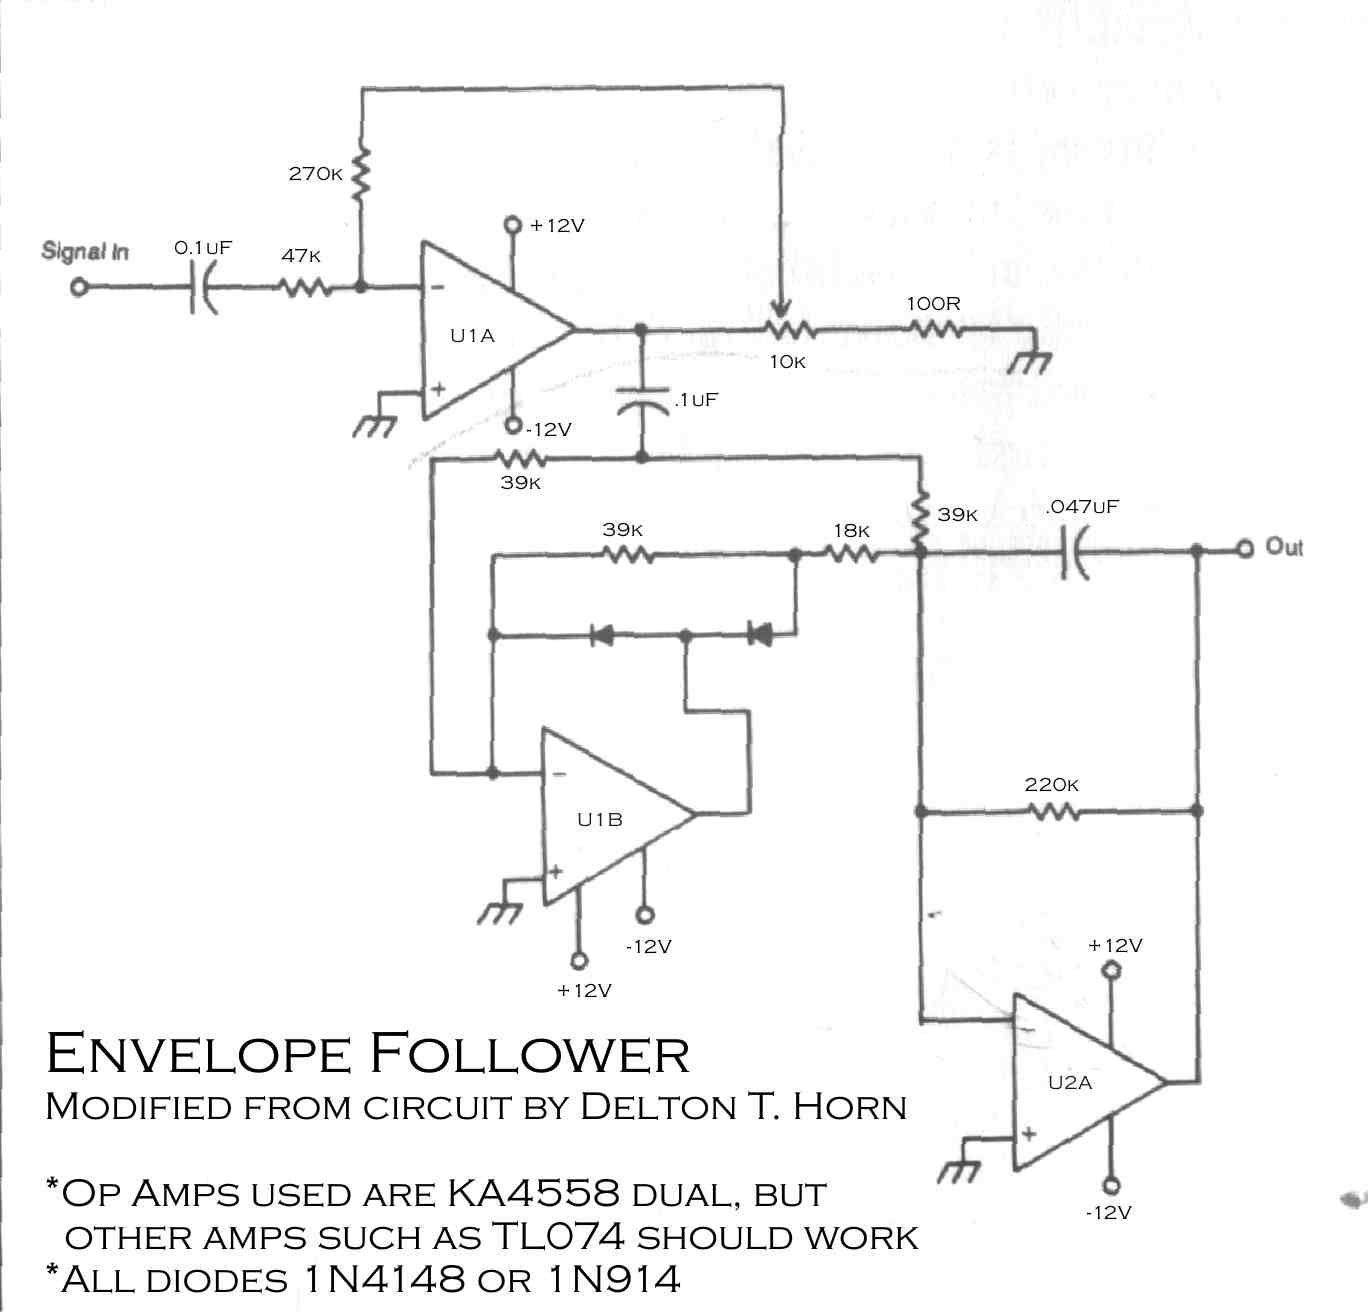 270K
+12V
Signal In
0.1UF
47K
−
U1A
100R
10K
+
.1UF
-12V
39K
39K
.047UF
39K
18K
Out
−
220K
U1B
+
-12V
+12V
+12V
ENVELOPE FOLLOWER
−
U2A
MODIFIED FROM CIRCUIT BY DELTON T. HORN
+
*OP AMPS USED ARE KA4558 DUAL, BUT
OTHER AMPS SUCH AS TL074 SHOULD WORK
-12V
*ALL DIODES 1N4148 OR 1N914